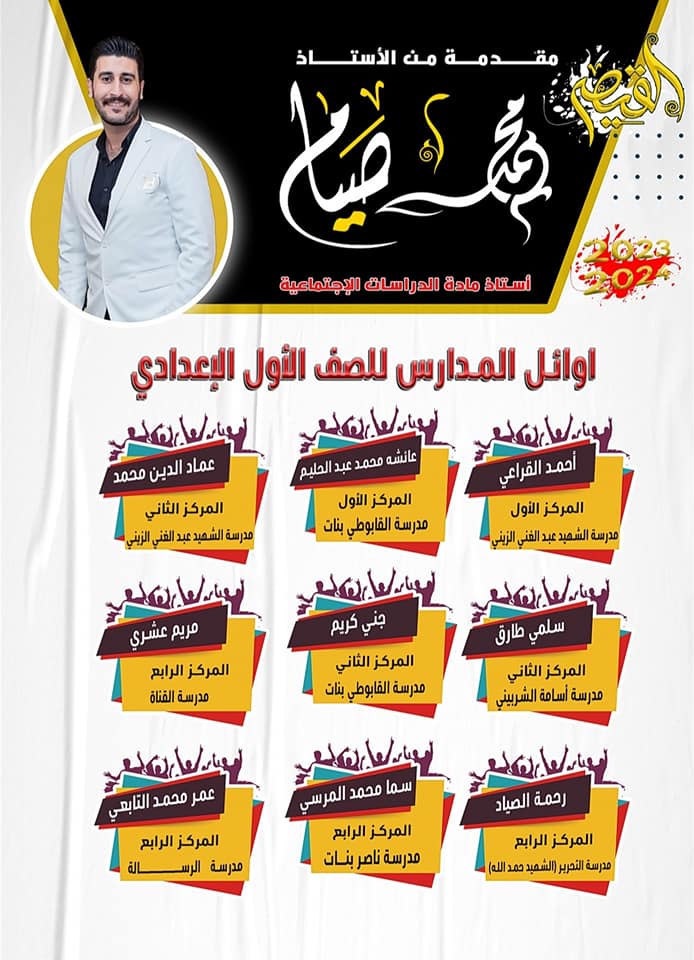 القيصر
مقدمة من الأستاذ
محمد صيام
2023
2024
أستاذ مادة الدراسات الإجتماعية
اوائل المدارس للصف الأول الإعدادي
أحمد القراعي
المركز الأول
مدرسة الشهيد عبد الغني الزيني
عائشه محمد عبد الحليم
المركز الأول
مدرسة القابوطي بنات
عماد الدين محمد
المركز الثاني
مدرسة الشهيد عبد الغني الزيني
سلمي طارق
المركز الثاني
مدرسة أسامة الشربيني
جني كريم
المركز الثاني
مدرسة القابوطي بنات
مريم عشري
المركز الرابع
مدرسة القناة
رحمة الصياد
المركز الرابع
مدرسة التحرير (الشهيد حمد الله)
سما محمد المرسي
المركز الرابع
مدرسة ناصر بنات
عمر محمد التابعي
المركز الرابع
مدرسة الرسالة